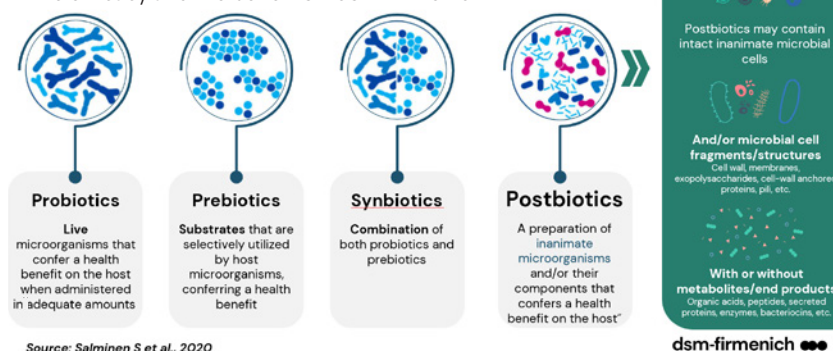 Probiotics
Live
microorganisms that
confer a health
benefit on the host
when administered
in adequate amounts
Prebiotics
Substrates that are
selectively utilized
by host
microorganisms,
conferring a health
benefit
Synbiotics
Combination of
both probiotics and
prebiotics
Postbiotics
A preparation of
inanimate
microorganisms
and/or their
components that
confers a health
benefit on the host"
Postbiotics may contain
intact inanimate microbial
cells
And/or microbial cell
fragments/structures
Cell wall, membranes,
exopolysaccharides, cell-wall anchored
proteins, pili, etc.
With or without
metabolites/end products
Organic acids, peptides, secreted
proteins, enzymes, bacteriocins, etc.
Source: Salminen S et al., 2020
dsm-firmenich